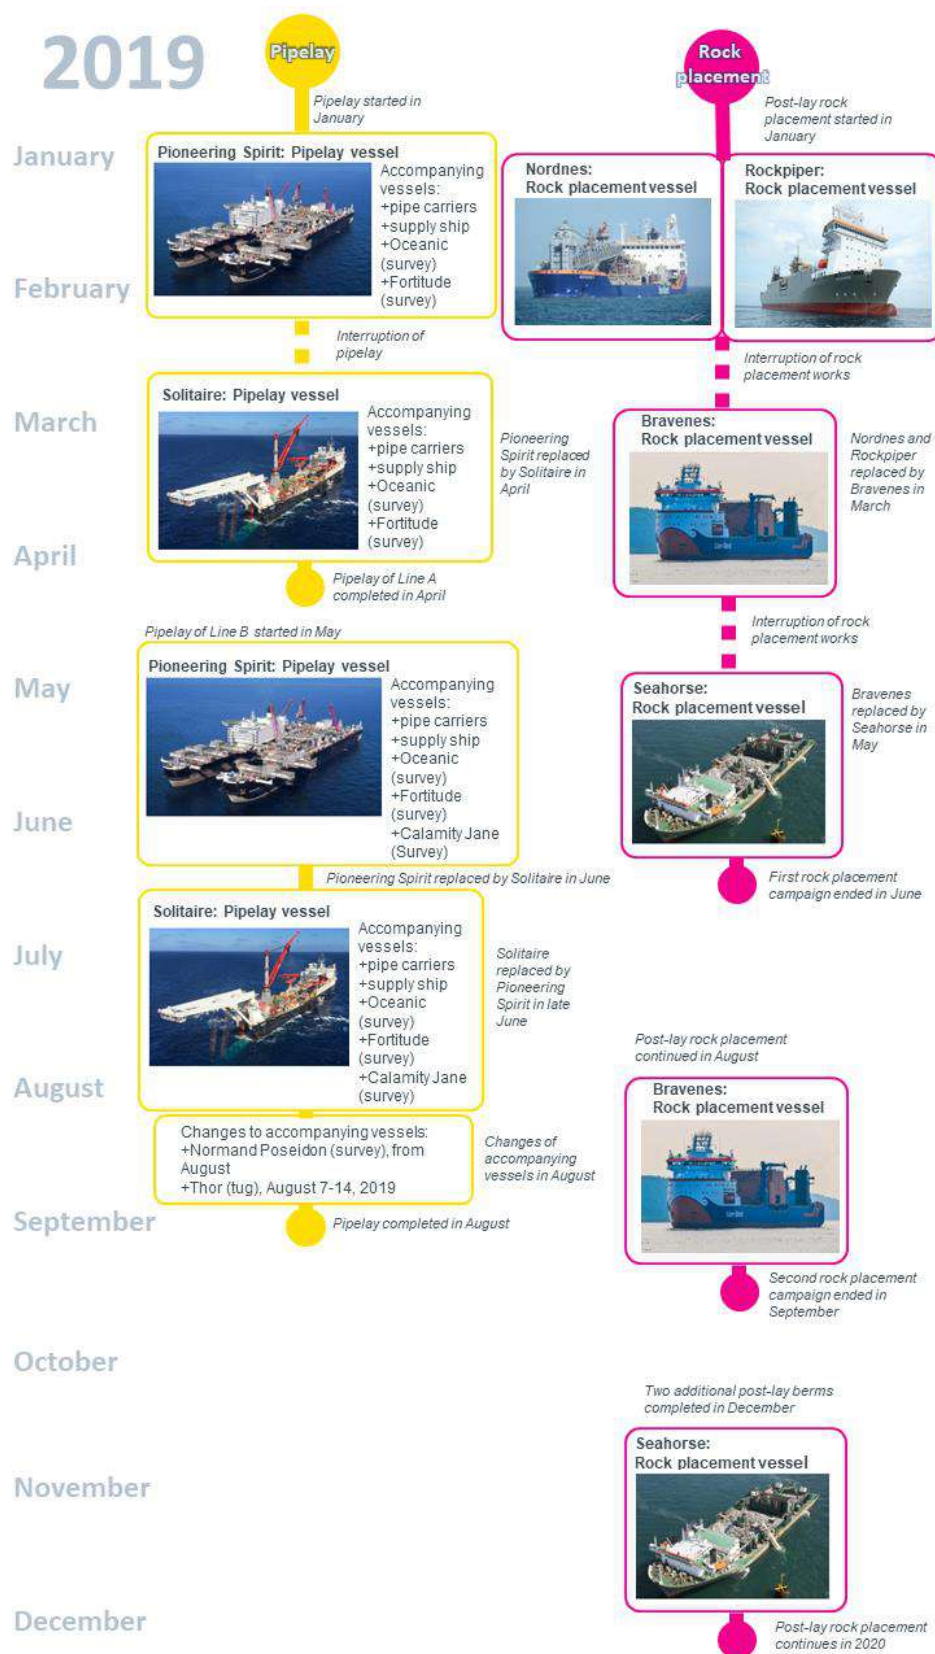 2019
Pipelay
Rock
placement
Pipelay started in
January
Post-lay rock
placement started in
January
January
Pioneering Spirit: Pipelay vessel
Accompanying
vessels:
+pipe carriers
+supply ship
+Oceanic
(survey)
+Fortitude
(survey)
Nordnes:
Rock placement vessel
Rockpiper:
Rock placement vessel
February
Interruption of
pipelay
Interruption of rock
placement works
March
Solitaire: Pipelay vessel
Accompanying
vessels:
+pipe carriers
+supply ship
+Oceanic
(survey)
+Fortitude
(survey)
Pioneering
Spirit replaced
by Solitaire in
April
Bravenes:
Rock placement vessel
Nordnes and
Rockpiper
replaced by
Bravenes in
March
April
Pipelay of Line A
completed in April
Interruption of rock
placement works
Pipelay of Line B started in May
May
Pioneering Spirit: Pipelay vessel
Accompanying
vessels:
+pipe carriers
+supply ship
+Oceanic
(survey)
+Fortitude
(survey)
+Calamity Jane
(Survey)
Seahorse:
Rock placement vessel
Bravenes
replaced by
Seahorse in
May
June
Pioneering Spirit replaced by Solitaire in June
First rock placement
campaign ended in June
July
Solitaire: Pipelay vessel
Accompanying
vessels:
+pipe carriers
+supply ship
+Oceanic
(survey)
+Fortitude
(survey)
+Calamity Jane
(survey)
Solitaire
replaced by
Pioneering
Spirit in late
June
Post-lay rock placement
continued in August
August
Bravenes:
Rock placement vessel
Changes to accompanying vessels:
+Normand Poseidon (survey), from
August
+Thor (tug), August 7-14, 2019
Changes of
accompanying
vessels in August
September
Pipelay completed in August
Second rock placement
campaign ended in
September
October
Two additional post-lay berms
completed in December
Seahorse:
Rock placement vessel
November
December
Post-lay rock placement
continues in 2020